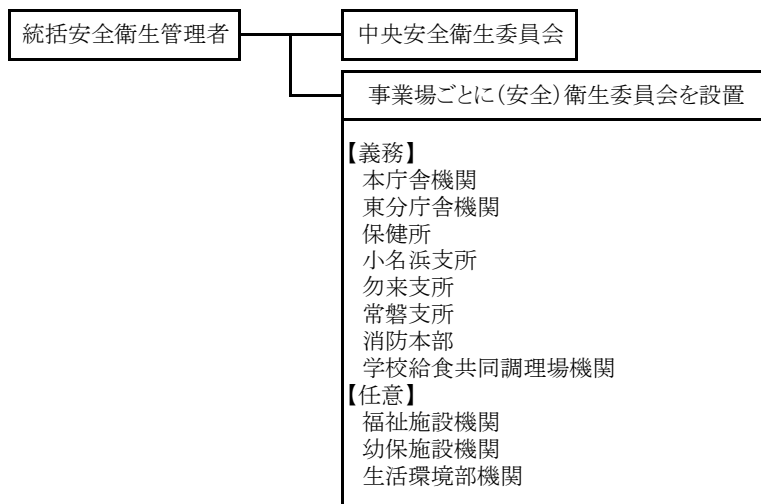 統括安全衛生管理者
中央安全衛生委員会
事業場ごとに(安全)衛生委員会を設置
【義務】
本庁舎機関
東分庁舎機関
保健所
小名浜支所
勿来支所
常磐支所
消防本部
学校給食共同調理場機関
【任意】
福祉施設機関
幼保施設機関
生活環境部機関